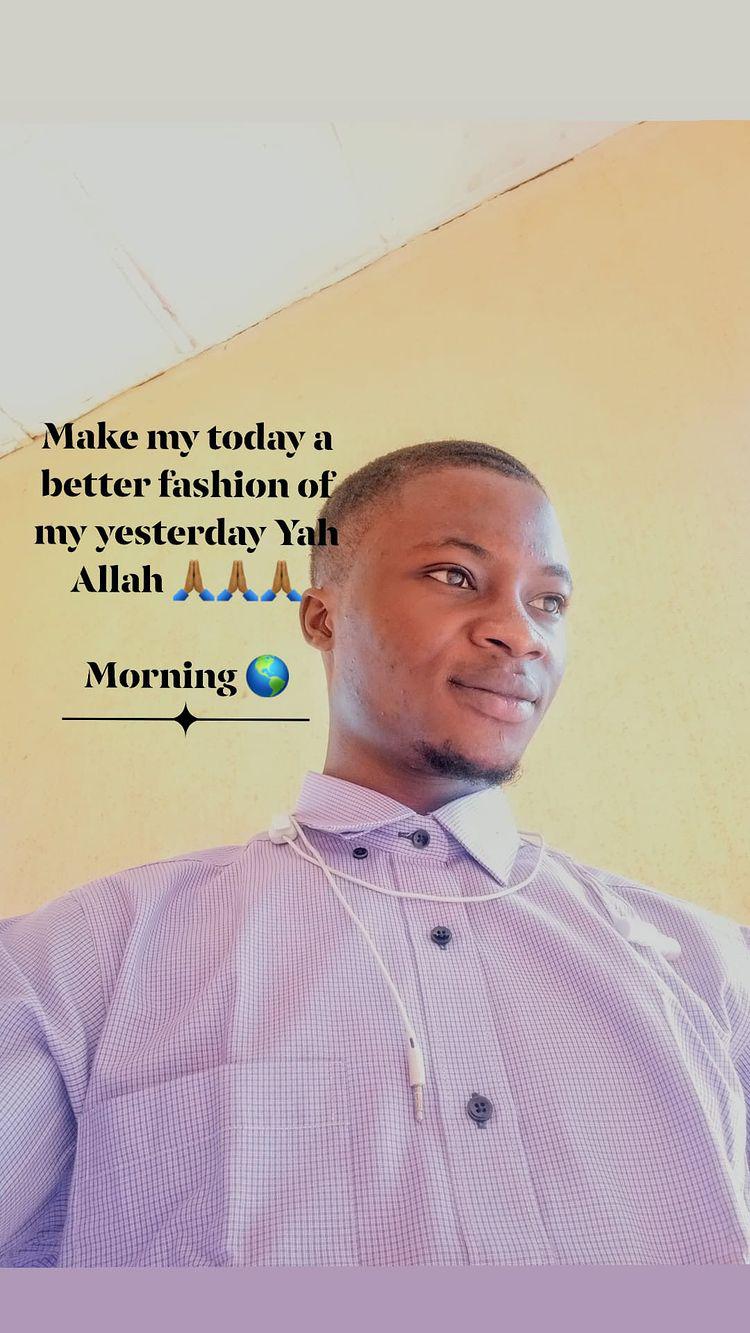 Make my today a
better fashion of
my yesterday Yah
Allah 🙏🏾🙏🏾🙏🏾
Morning 🌎